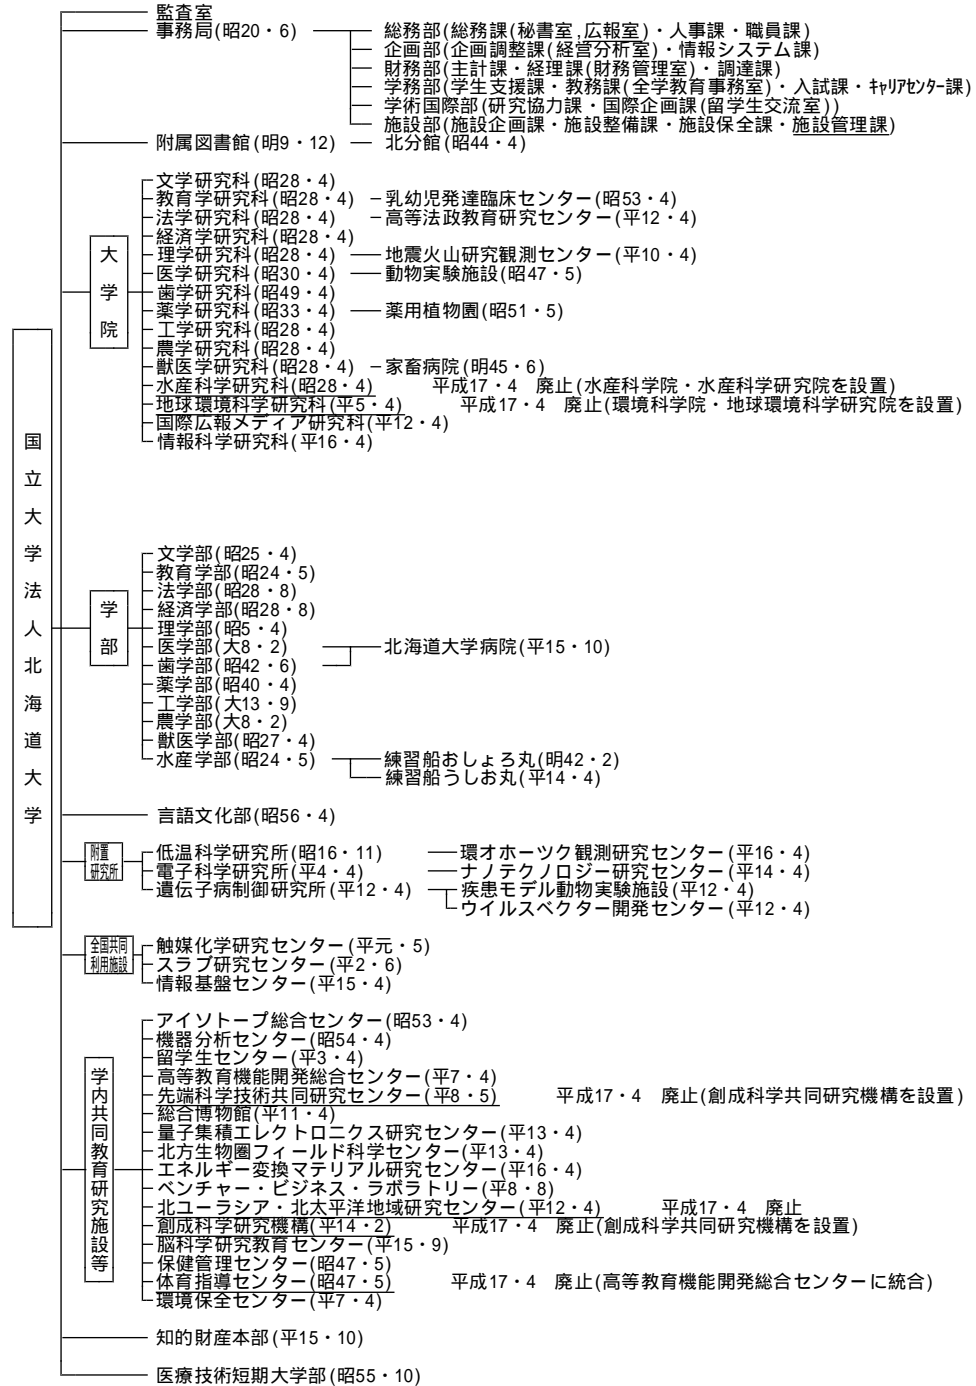 監査室
事務局(昭20・6)
総務部(総務課(秘書室,広報室)・人事課・職員課)
企画部(企画調整課(経営分析室)・情報システム課)
財務部(主計課・経理課(財務管理室)・調達課)
学務部(学生支援課・教務課(全学教育事務室)・入試課・ｷｬﾘｱｾﾝﾀｰ課)
学術国際部(研究協力課・国際企画課(留学生交流室))
施設部(施設企画課・施設整備課・施設保全課・施設管理課)
附属図書館(明9・12) 北分館(昭44・4)
大学院
文学研究科(昭28・4)
教育学研究科(昭28・4) 乳幼児発達臨床センター(昭53・4)
法学研究科(昭28・4) 高等法政教育研究センター(平12・4)
経済学研究科(昭28・4)
理学研究科(昭28・4) 地震火山研究観測センター(平10・4)
医学研究科(昭30・4) 動物実験施設(昭47・5)
歯学研究科(昭49・4)
薬学研究科(昭33・4) 薬用植物園(昭51・5)
工学研究科(昭28・4)
農学研究科(昭28・4)
獣医学研究科(昭28・4) 家畜病院(明45・6)
水産科学研究科(昭28・4) 平成17・4 廃止(水産科学院・水産科学研究院を設置)
地球環境科学研究科(平5・4) 平成17・4 廃止(環境科学院・地球環境科学研究院を設置)
国際広報メディア研究科(平12・4)
情報科学研究科(平16・4)
国立大学法人北海道大学
学部
文学部(昭25・4)
教育学部(昭24・5)
法学部(昭28・8)
経済学部(昭28・8)
理学部(昭5・4)
医学部(大8・2) 北海道大学病院(平15・10)
歯学部(昭42・6)
薬学部(昭40・4)
工学部(大13・9)
農学部(大8・2)
獣医学部(昭27・4)
水産学部(昭24・5) 練習船おしょろ丸(明42・2)
練習船うしお丸(平14・4)
言語文化部(昭56・4)
附置研究所
低温科学研究所(昭16・11) 環オホーツク観測研究センター(平16・4)
電子科学研究所(平4・4) ナノテクノロジー研究センター(平14・4)
遺伝子病制御研究所(平12・4) 疾患モデル動物実験施設(平12・4)
ウイルスベクター開発センター(平12・4)
全国共同利用施設
触媒化学研究センター(平元・5)
スラブ研究センター(平2・6)
情報基盤センター(平15・4)
学内共同教育研究施設等
アイソトープ総合センター(昭53・4)
機器分析センター(昭54・4)
留学生センター(平3・4)
高等教育機能開発総合センター(平7・4)
先端科学技術共同研究センター(平8・5) 平成17・4 廃止(創成科学共同研究機構を設置)
総合博物館(平11・4)
量子集積エレクトロニクス研究センター(平13・4)
北方生物圏フィールド科学センター(平13・4)
エネルギー変換マテリアル研究センター(平16・4)
ベンチャー・ビジネス・ラボラトリー(平8・8)
北ユーラシア・北太平洋地域研究センター(平12・4) 平成17・4 廃止
創成科学研究機構(平14・2) 平成17・4 廃止(創成科学共同研究機構を設置)
脳科学研究教育センター(平15・9)
保健管理センター(昭47・5)
体育指導センター(昭47・5) 平成17・4 廃止(高等教育機能開発総合センターに統合)
環境保全センター(平7・4)
知的財産本部(平15・10)
医療技術短期大学部(昭55・10)